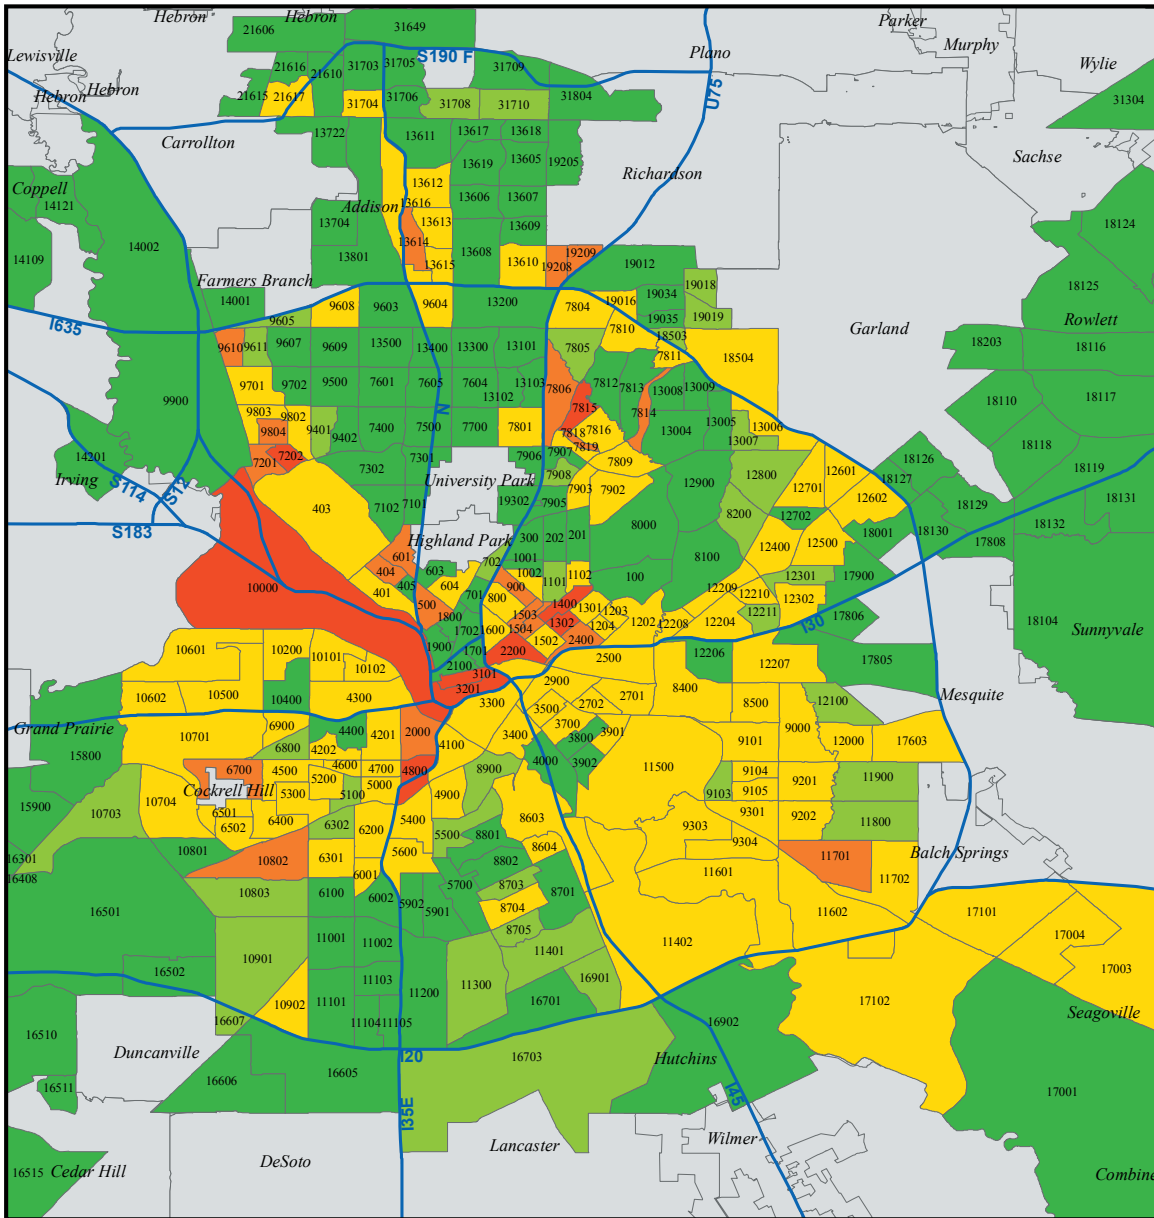 Hebron Hebron Parker
21606 31649
Murphy
Lewisville S190 F Plano Wylie
21616 21610 31703 31705 31709
Hebron Hebron 21615 21617 31704 31706 31708 31710 31804 U75 31304
13722 13611 13617 13618
Carrollton Sachse
13619 13605 19205
Richardson
Coppell 13612
14121 Addison 13616 13606 13607
13704 13613 13609 18124
14002 13614
14109 13801 13615 13608 13610 19208 19209 19012
Farmers Branch 19018 18125
14001 9608 9603 9604 13200 7804 19016 19034
I635 9605 7810 19035 19019 Garland Rowlett
9610 9611 9607 9609 13500 13400 13300 13101 7805 18503 7811 18504 18203 18116
9701 9702 9500 7601 7605 7604 13103 7806 7812 7813 13008 13009
9900 13102 18110 18117
9803 9802 N 7815 7814
9804 9401 9402 7400 7500 7700 7801 7818 7816 13004 13005 13006
7819 13007 18118
14201 7201 7202 7302 7301 7906 7907 7809 18126
Irving University Park 7908 12800 12601 18127 18119
S114 S12 7903 7902 12900 12701 12602 18129 18131
403 7102 7101 19302 7905 8200 12702
S183 Highland Park 300 202 201 8000 12500 18001 18130 18132
601 702 1001 8100 12400 17808
404 603 1002 1101 1102 100 12301 17900
10000 401 405 604 701 800 900 12209 12210 12302
500 1800 1400 1301 1203 12211
1503 1302 1204 1202 12208 12204 I30 17806 18104 Sunnyvale
1702 1600 1504 1502 2400
10601 10200 10101 1900 1701 2200 2500 12206 12207 17805
10102 2100 3101
10602 10500 10400 4300 3201 2900 2701 8400 Mesquite
3300 3500 2702 8500 12100
Grand Prairie 10701 6900 4400 4201 2000 3400 3700 3901 9000
15800 6800 4202 4100 3800 9101 12000 17603
6700 4500 4600 4700 4800 8900 4000 3902 11500 9104 9201 11900
Cockrell Hill 5200 5000
15900 10704 5300 5100 4900 9103 9105
10703 6501 6400 5400 8603 9301 9202 11800
6502 6302 6200 5500 8801 9303
16301 10801 10802 6301 5600 8604 9304 Balch Springs
16408 6001 8802 11701 11702
10803 6100 6002 5902 5700 8703 8701 11601
16501 5901 8704 11602 17101
11001 11002 8705 11402 17004
10901 11401
16502 11103 11300 16901 17003
10902 11101 11200 16701 17102
16607 11104 11105 16902 Seagoville
16510 Duncanville I20 16703 Hutchins
16511 16606 16605 I45 17001
I35E
Wilmer
16515 Cedar Hill DeSoto Lancaster Combine